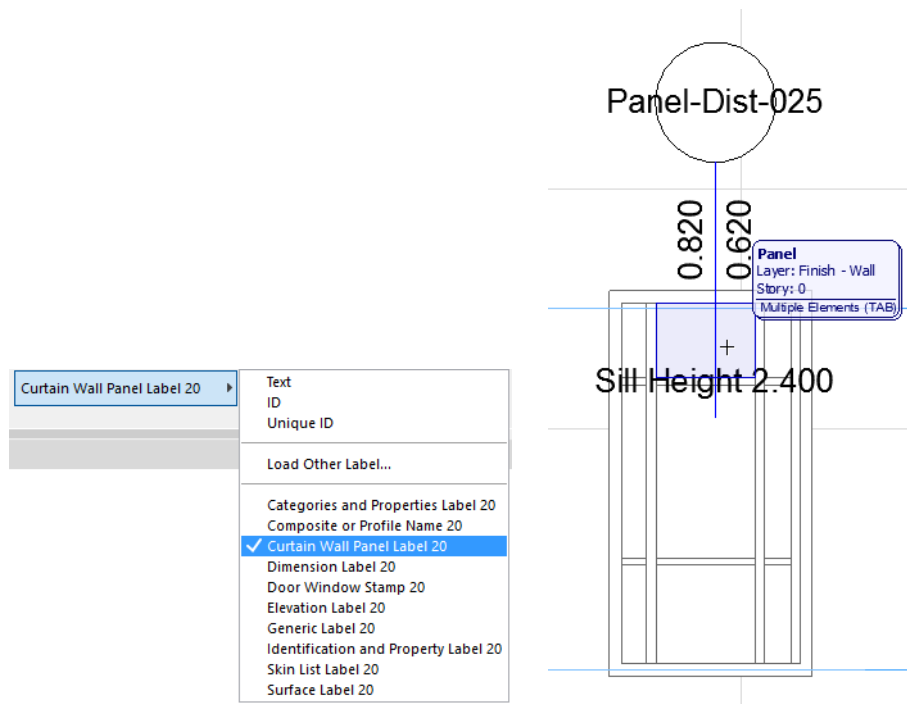 Curtain Wall Panel Label 20
Text
ID
Unique ID
Load Other Label...
Categories and Properties Label 20
Composite or Profile Name 20
Curtain Wall Panel Label 20
Dimension Label 20
Door Window Stamp 20
Elevation Label 20
Generic Label 20
Identification and Property Label 20
Skin List Label 20
Surface Label 20
Panel-Dist-025
0.820
0.620
Panel
Layer: Finish - Wall
Story: 0
Multiple Elements (TAB)
Sill Height 2.400